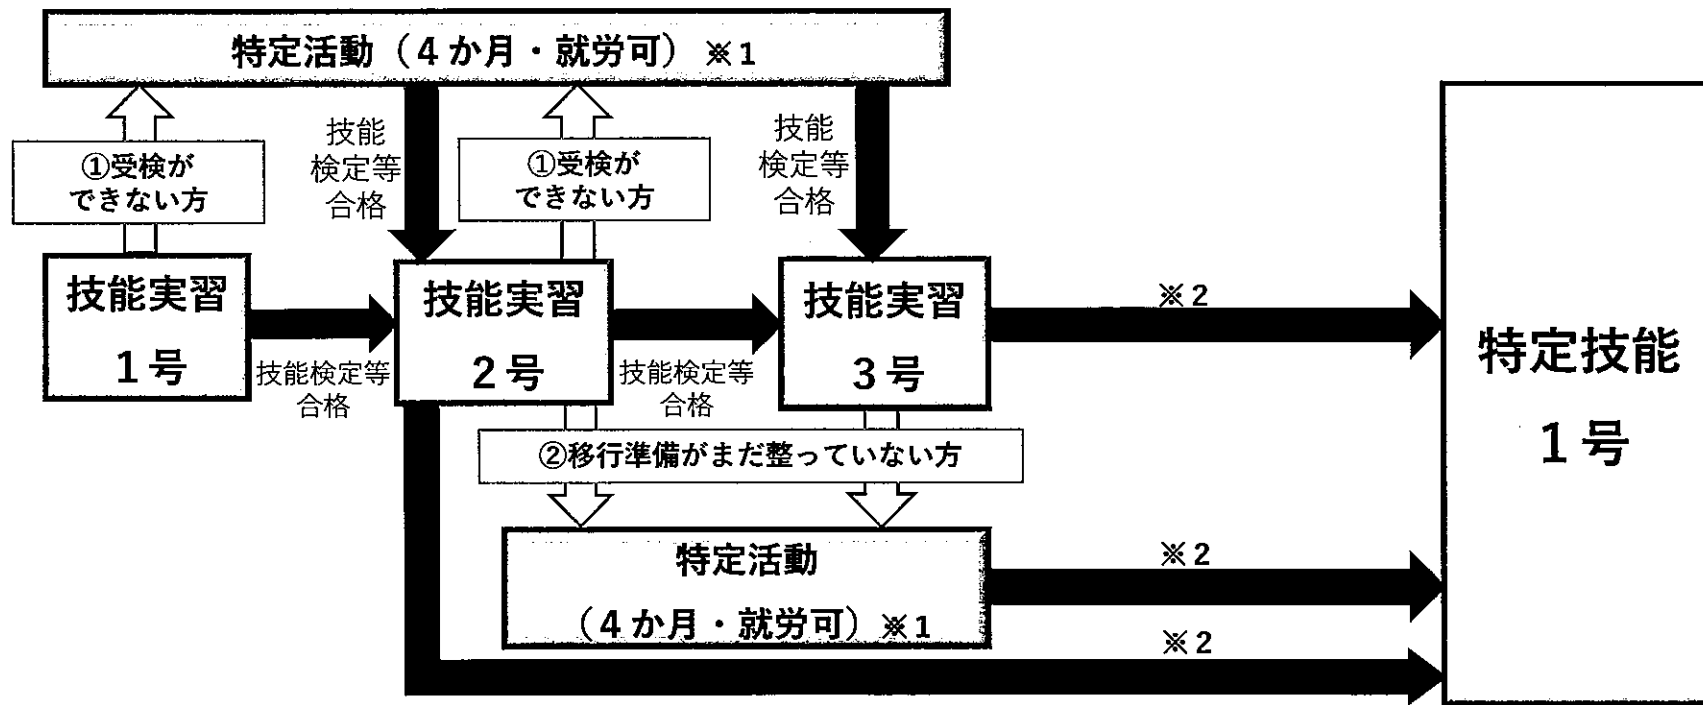 特定活動（4か月・就労可）※1
①受検が
できない方
技能
検定等
合格
①受検が
できない方
技能
検定等
合格
技能実習
1号
技能検定等
合格
技能実習
2号
技能検定等
合格
技能実習
3号
※2
特定技能
1号
②移行準備がまだ整っていない方
特定活動
（4か月・就労可）※1
※2
※2